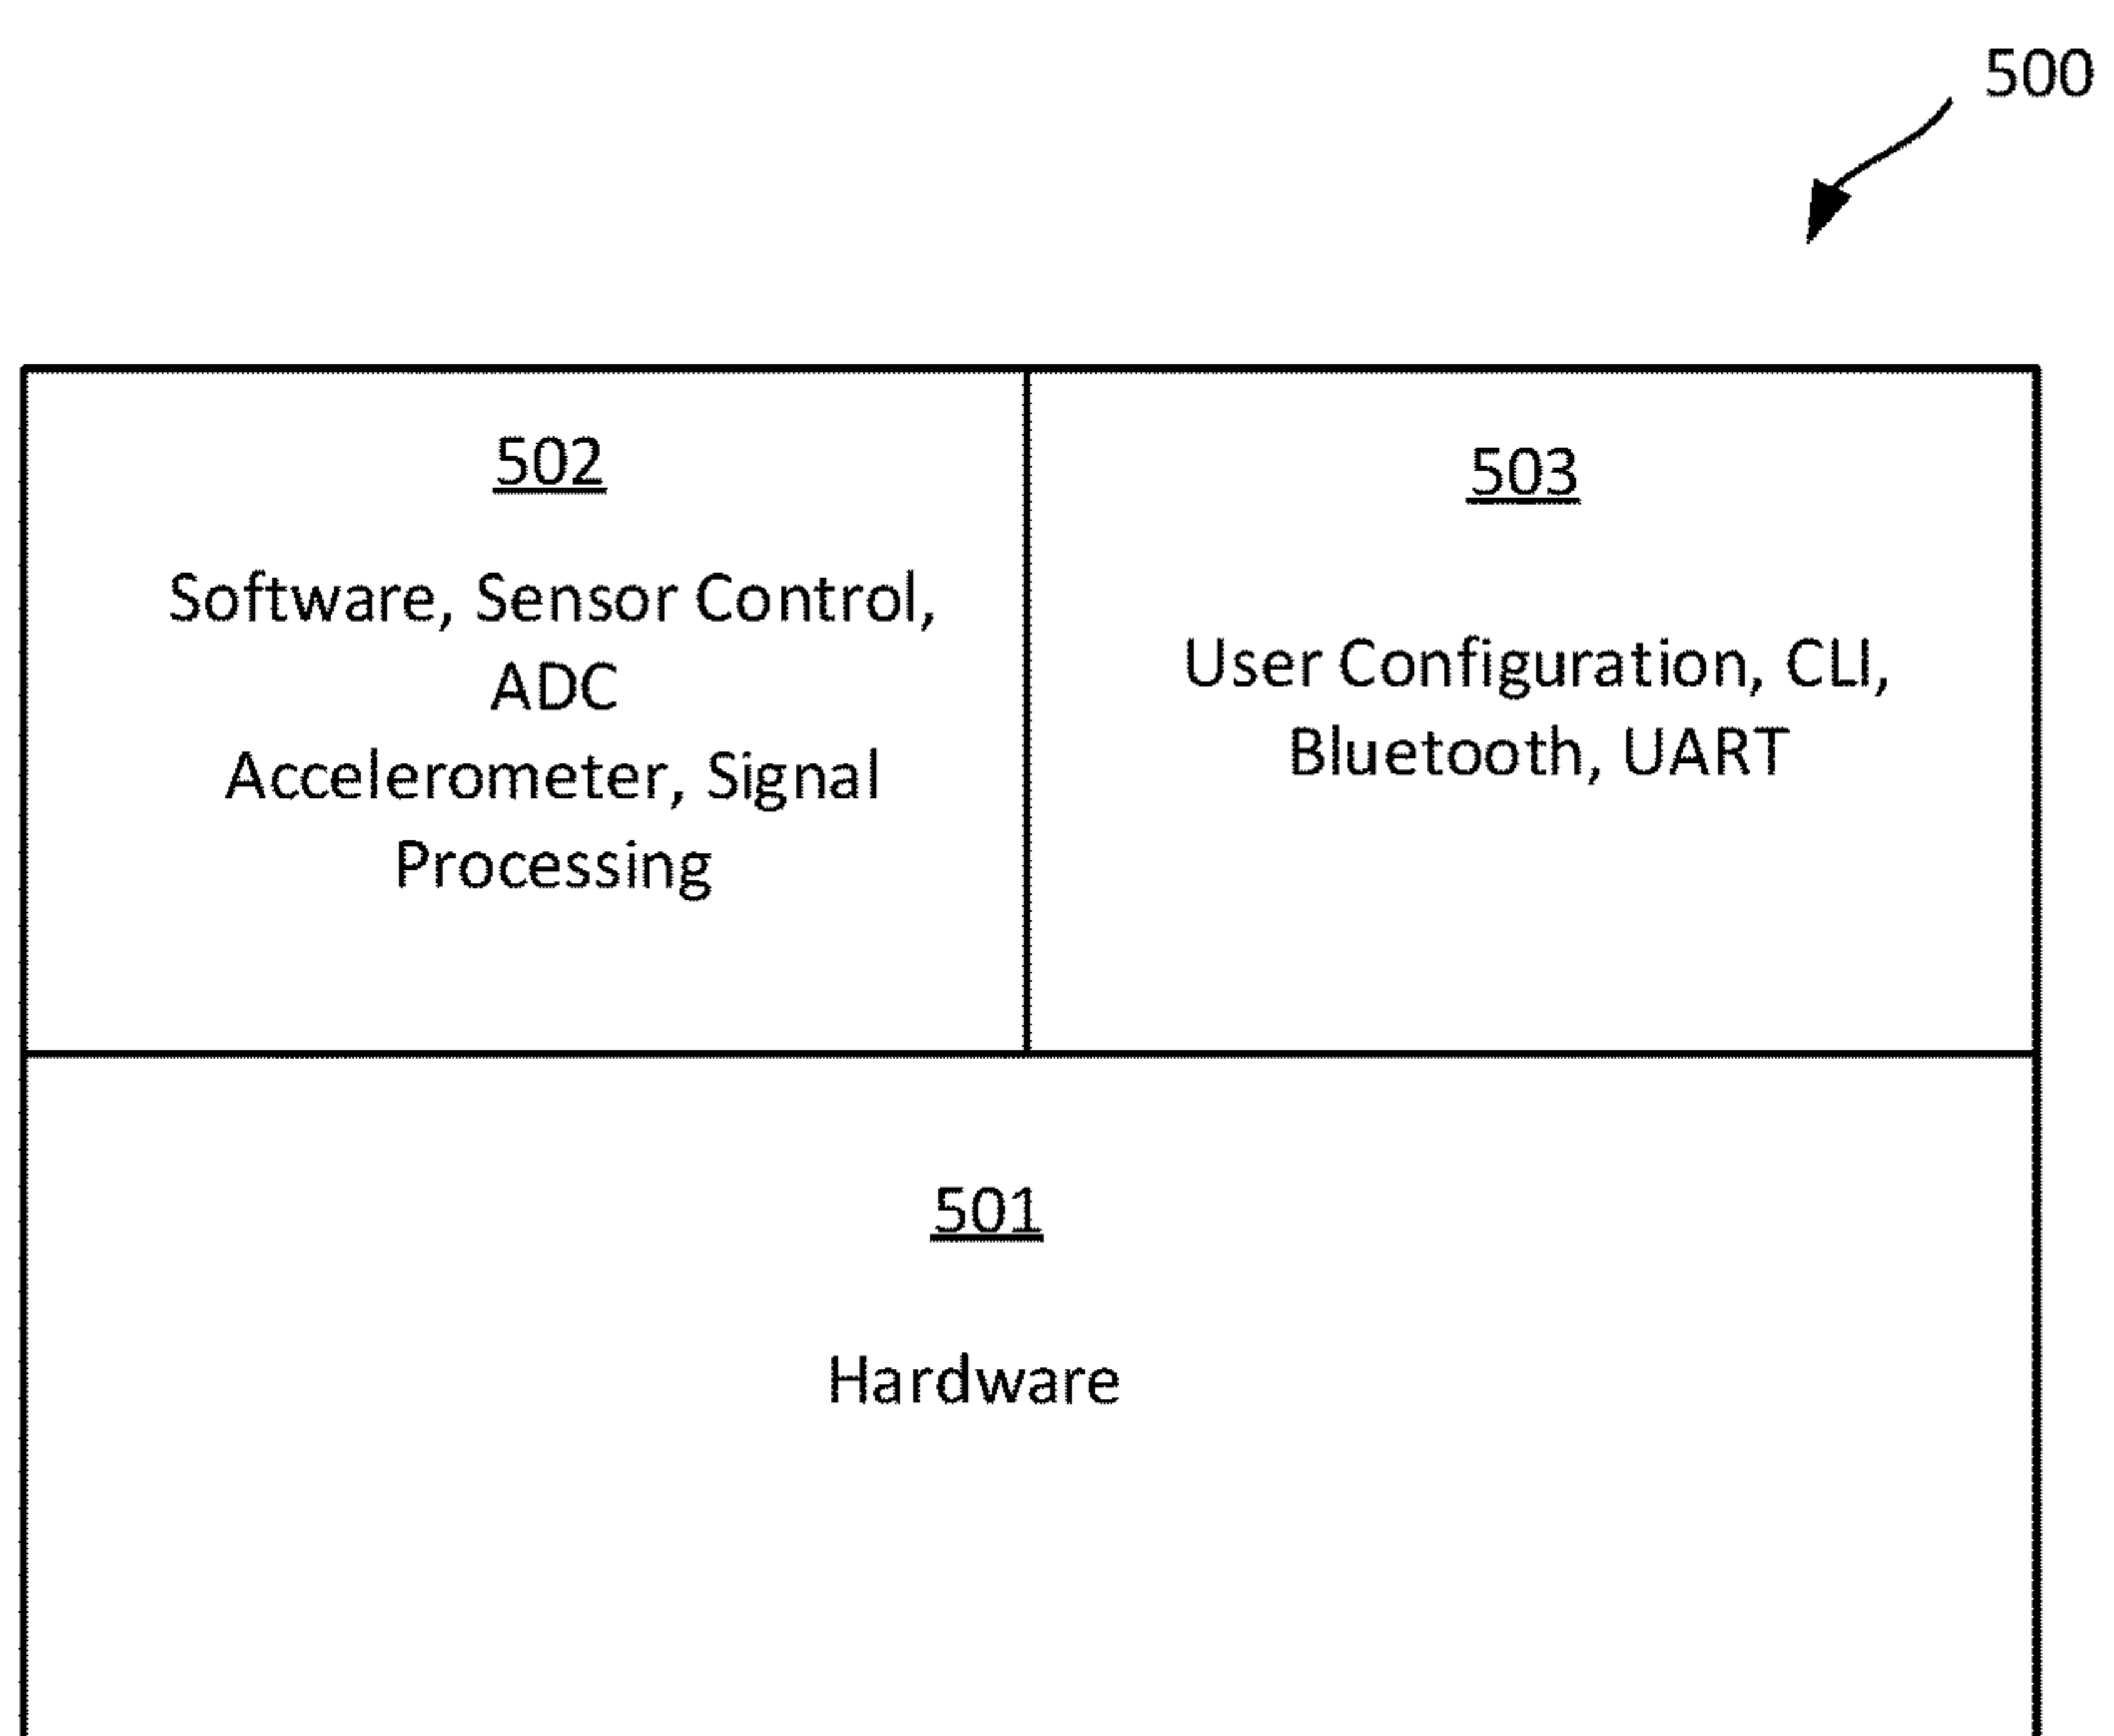 500
502
Software, Sensor Control,
ADC
Accelerometer, Signal
Processing
503
User Configuration, CLI,
Bluetooth, UART
501
Hardware